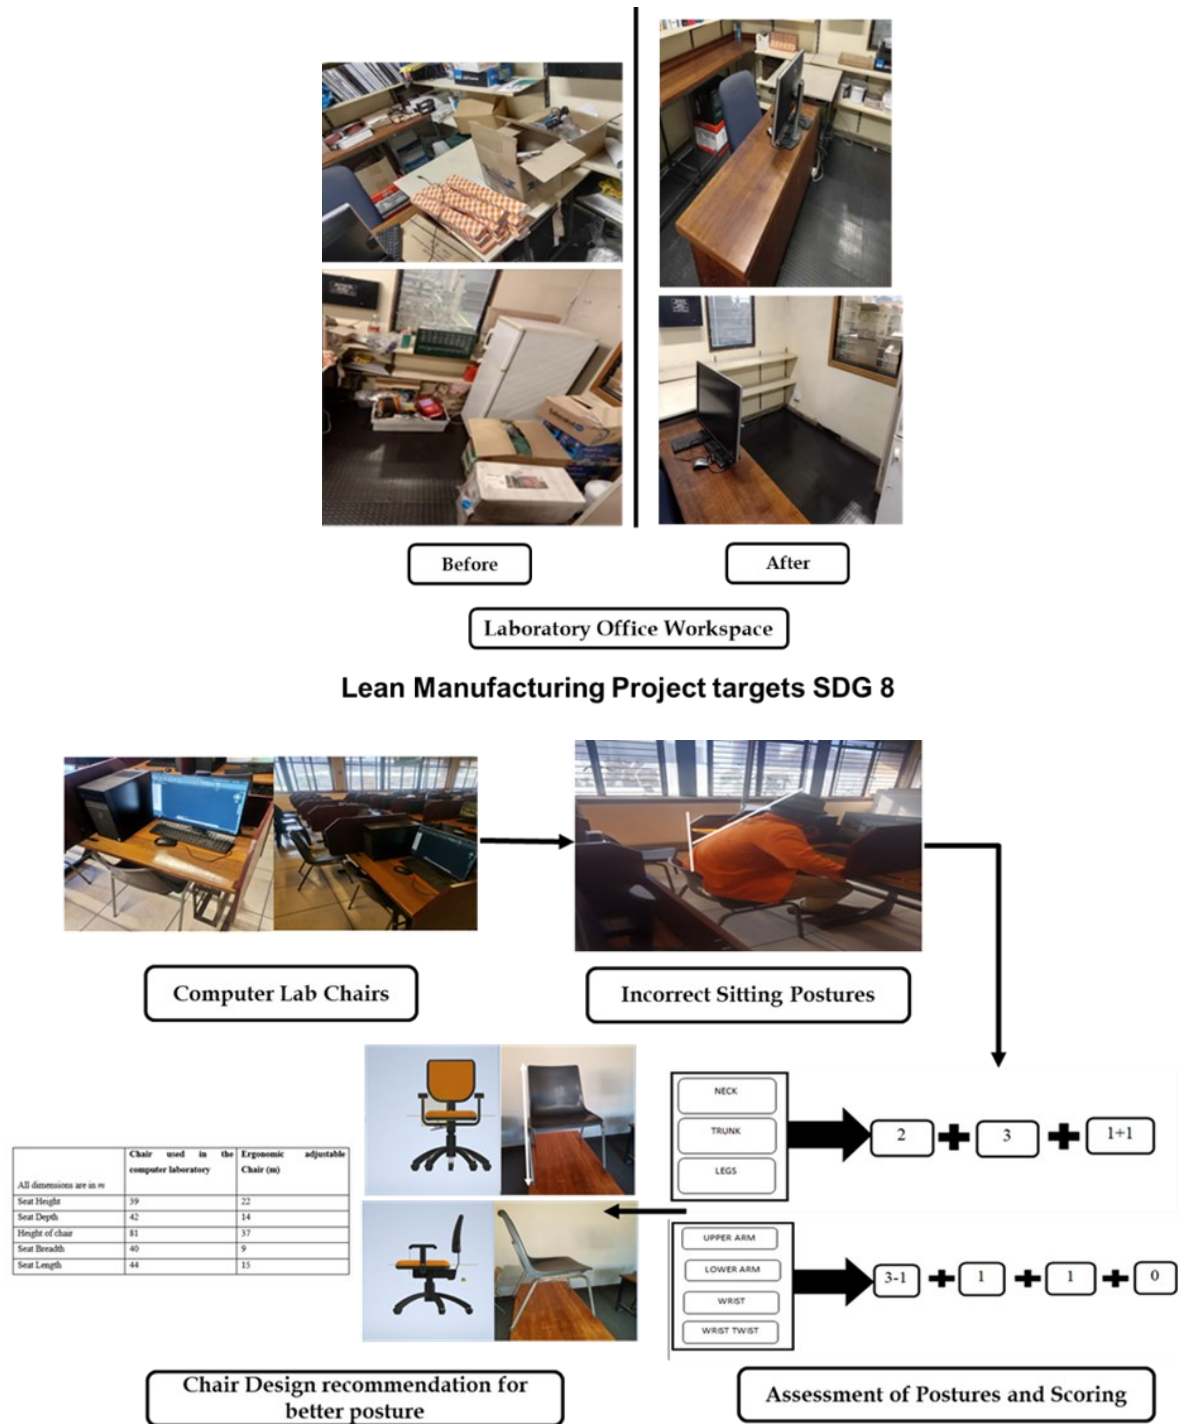 Before
After
Laboratory Office Workspace
Lean Manufacturing Project targets SDG 8
Computer Lab Chairs
Incorrect Sitting Postures
NECK
TRUNK
LEGS
2 + 3 + 1+1
All dimensions are in m
Chair used in the computer laboratory
Ergonomic adjustable Chair (m)
Seat Height 39 22
Seat Depth 42 14
Height of chair 81 37
Seat Breadth 40 9
Seat Length 44 15
UPPER ARM
LOWER ARM
WRIST
WRIST TWIST
3-1 + 1 + 1 + 0
Chair Design recommendation for
better posture
Assessment of Postures and Scoring